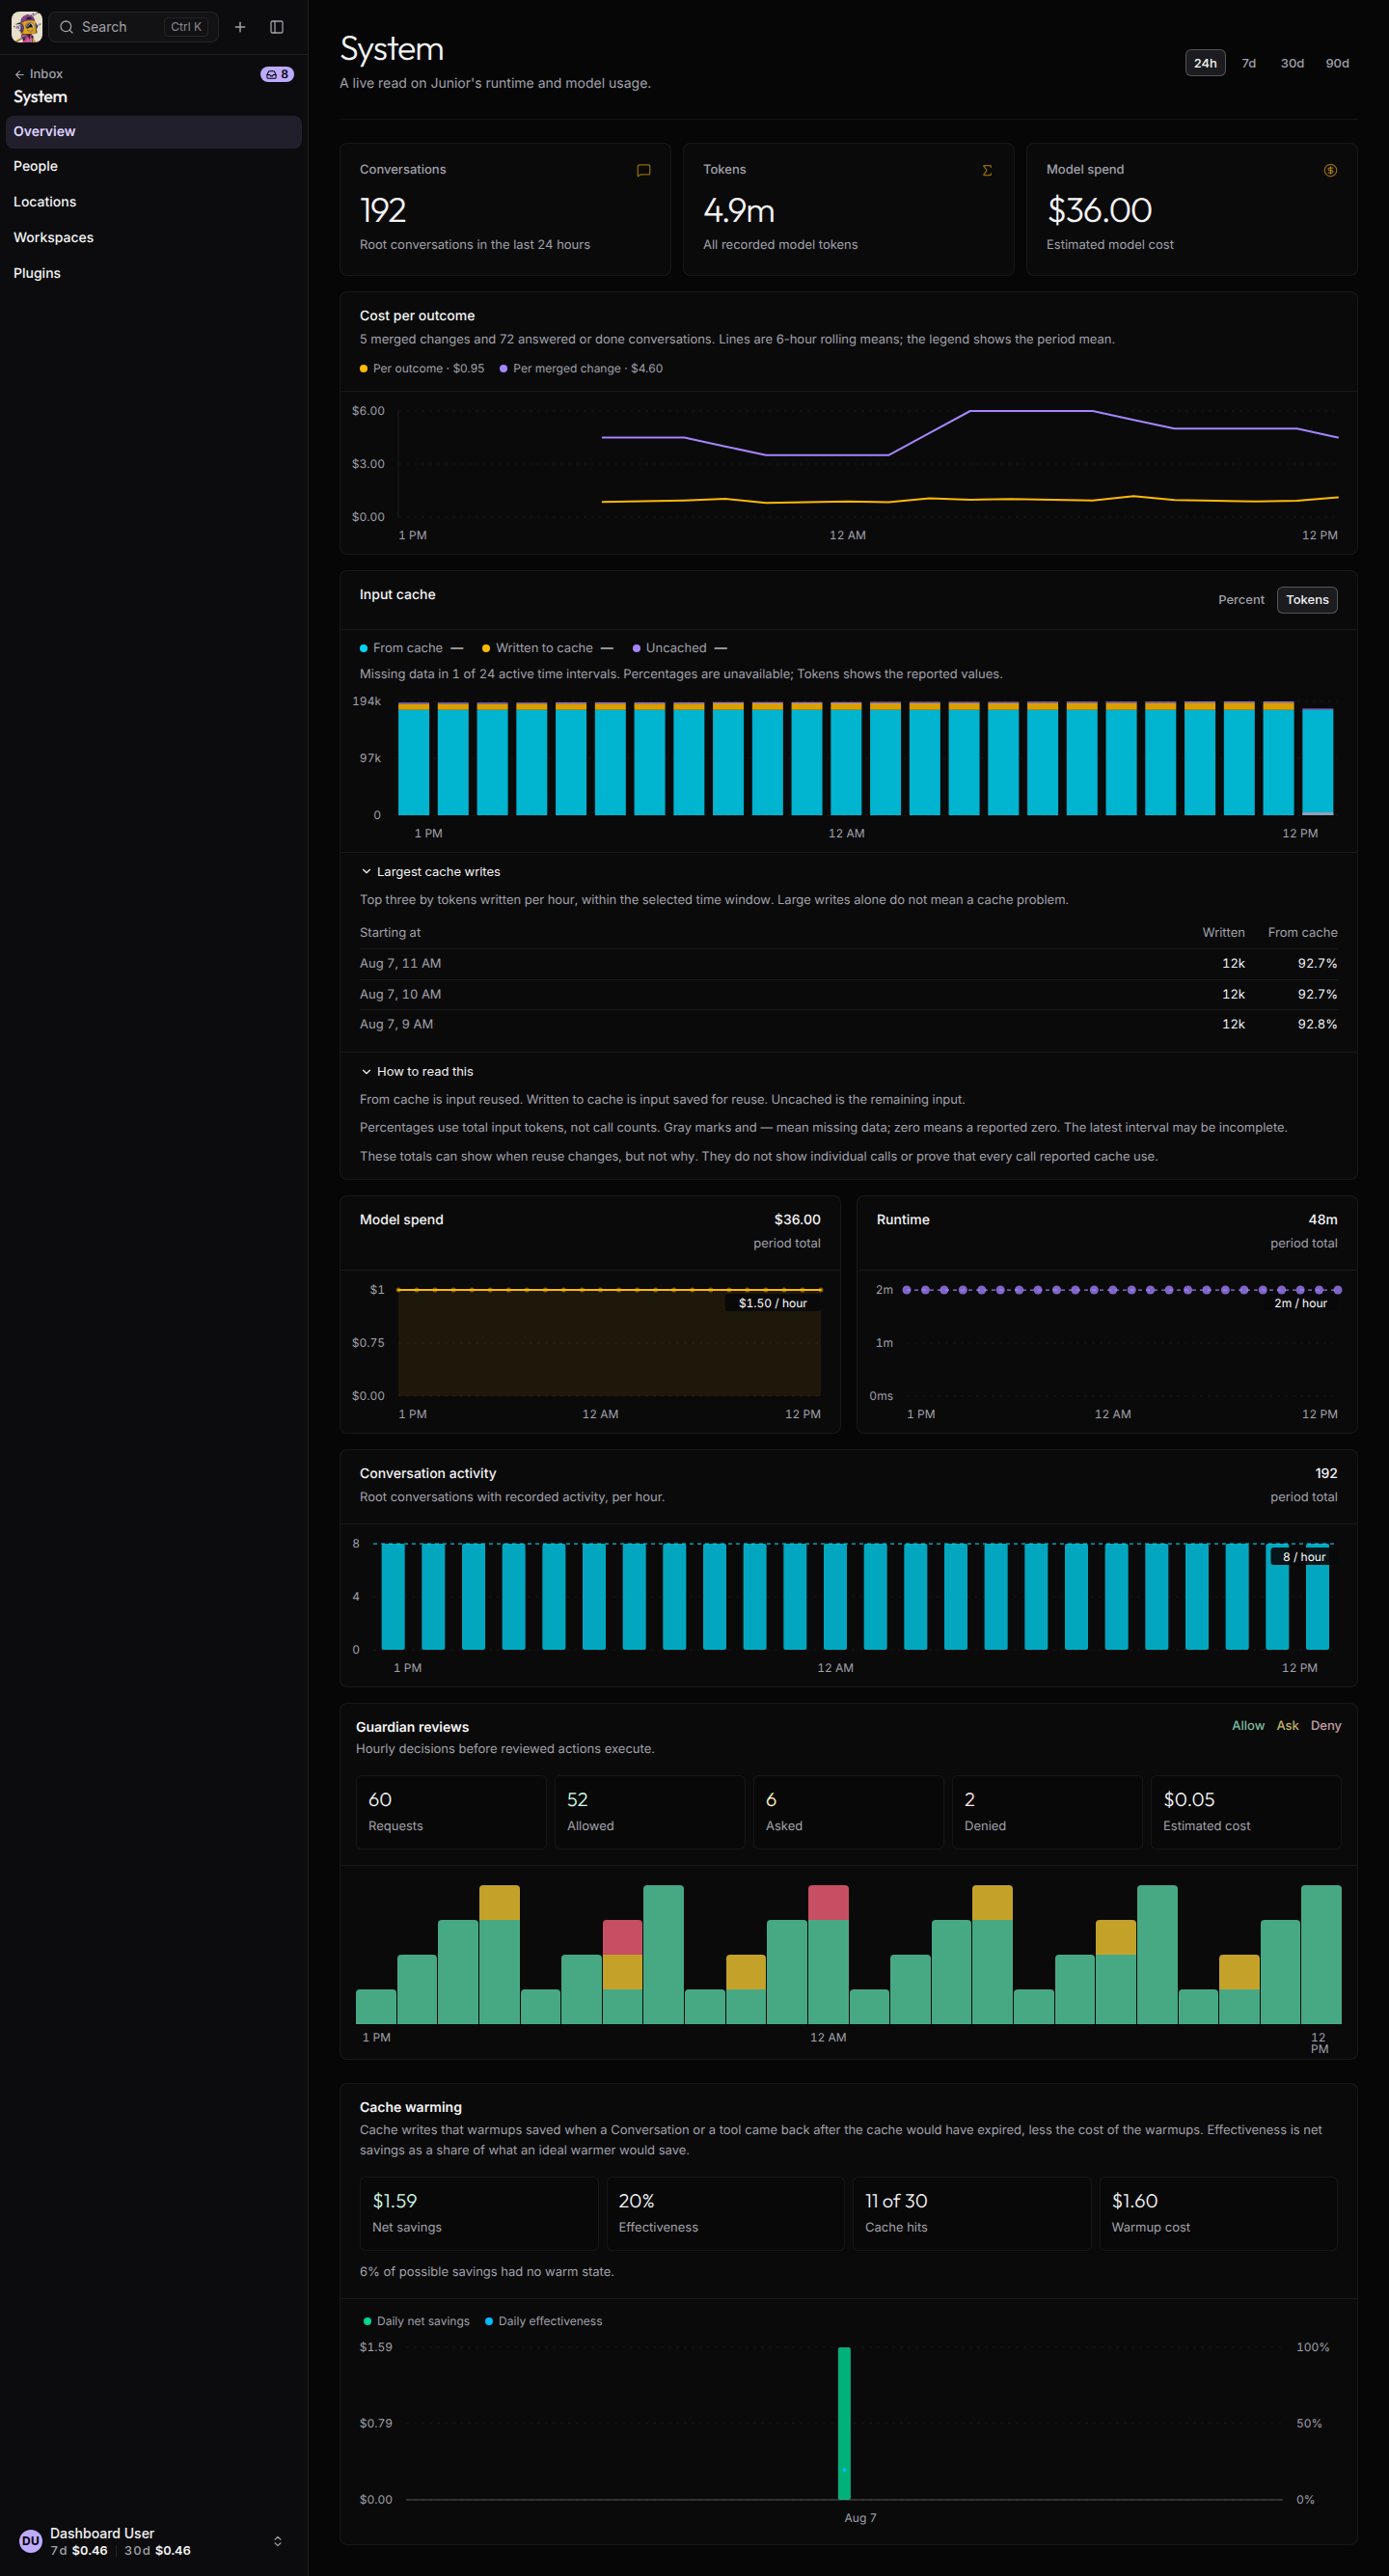 Search Ctrl K
Inbox 8
System
Overview
People
Locations
Workspaces
Plugins
System
A live read on Junior's runtime and model usage.
24h 7d 30d 90d
Conversations
192
Root conversations in the last 24 hours
Tokens
4.9m
All recorded model tokens
Model spend
$36.00
Estimated model cost
Cost per outcome
5 merged changes and 72 answered or done conversations. Lines are 6-hour rolling means; the legend shows the period mean.
Per outcome · $0.95 Per merged change · $4.60
$6.00
$3.00
$0.00
1 PM 12 AM 12 PM
Input cache
Percent Tokens
From cache — Written to cache — Uncached —
Missing data in 1 of 24 active time intervals. Percentages are unavailable; Tokens shows the reported values.
194k
97k
0
1 PM 12 AM 12 PM
Largest cache writes
Top three by tokens written per hour, within the selected time window. Large writes alone do not mean a cache problem.
Starting at Written From cache
Aug 7, 11 AM 12k 92.7%
Aug 7, 10 AM 12k 92.7%
Aug 7, 9 AM 12k 92.8%
How to read this
From cache is input reused. Written to cache is input saved for reuse. Uncached is the remaining input.
Percentages use total input tokens, not call counts. Gray marks and — mean missing data; zero means a reported zero. The latest interval may be incomplete.
These totals can show when reuse changes, but not why. They do not show individual calls or prove that every call reported cache use.
Model spend $36.00
period total
$1
$1.50 / hour
$0.75
$0.00
1 PM 12 AM 12 PM
Runtime 48m
period total
2m
2m / hour
1m
0ms
1 PM 12 AM 12 PM
Conversation activity 192
Root conversations with recorded activity, per hour. period total
8
8 / hour
4
0
1 PM 12 AM 12 PM
Guardian reviews
Allow Ask Deny
Hourly decisions before reviewed actions execute.
60
Requests
52
Allowed
6
Asked
2
Denied
$0.05
Estimated cost
1 PM 12 AM 12 PM
Cache warming
Cache writes that warmups saved when a Conversation or a tool came back after the cache would have expired, less the cost of the warmups. Effectiveness is net
savings as a share of what an ideal warmer would save.
$1.59
Net savings
20%
Effectiveness
11 of 30
Cache hits
$1.60
Warmup cost
6% of possible savings had no warm state.
Daily net savings Daily effectiveness
$1.59 100%
$0.79 50%
$0.00 0%
Aug 7
DU
Dashboard User
7d $0.46 30d $0.46